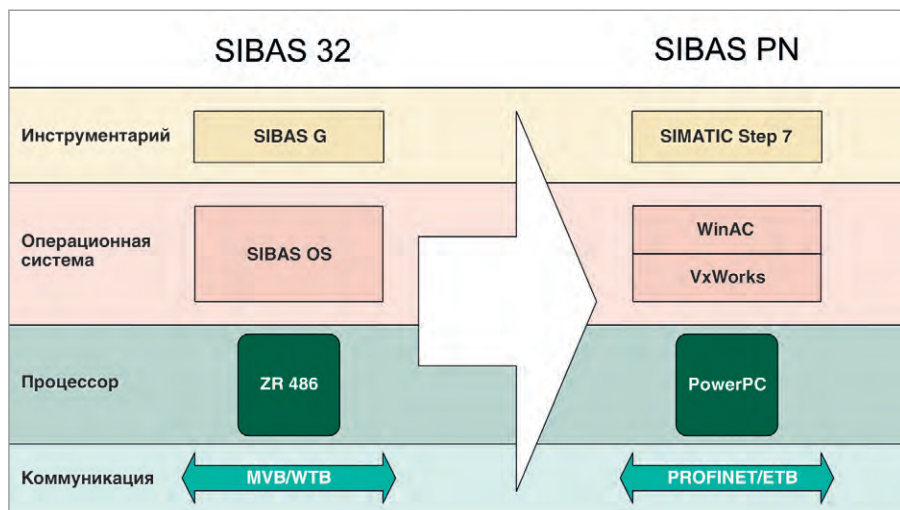 SIBAS 32
SIBAS PN
Инструментарий
SIBAS G
SIMATIC Step 7
Операционная
система
SIBAS OS
WinAC
VxWorks
Процессор
ZR 486
PowerPC
Коммуникация
MVB/WTB
PROFINET/ETB